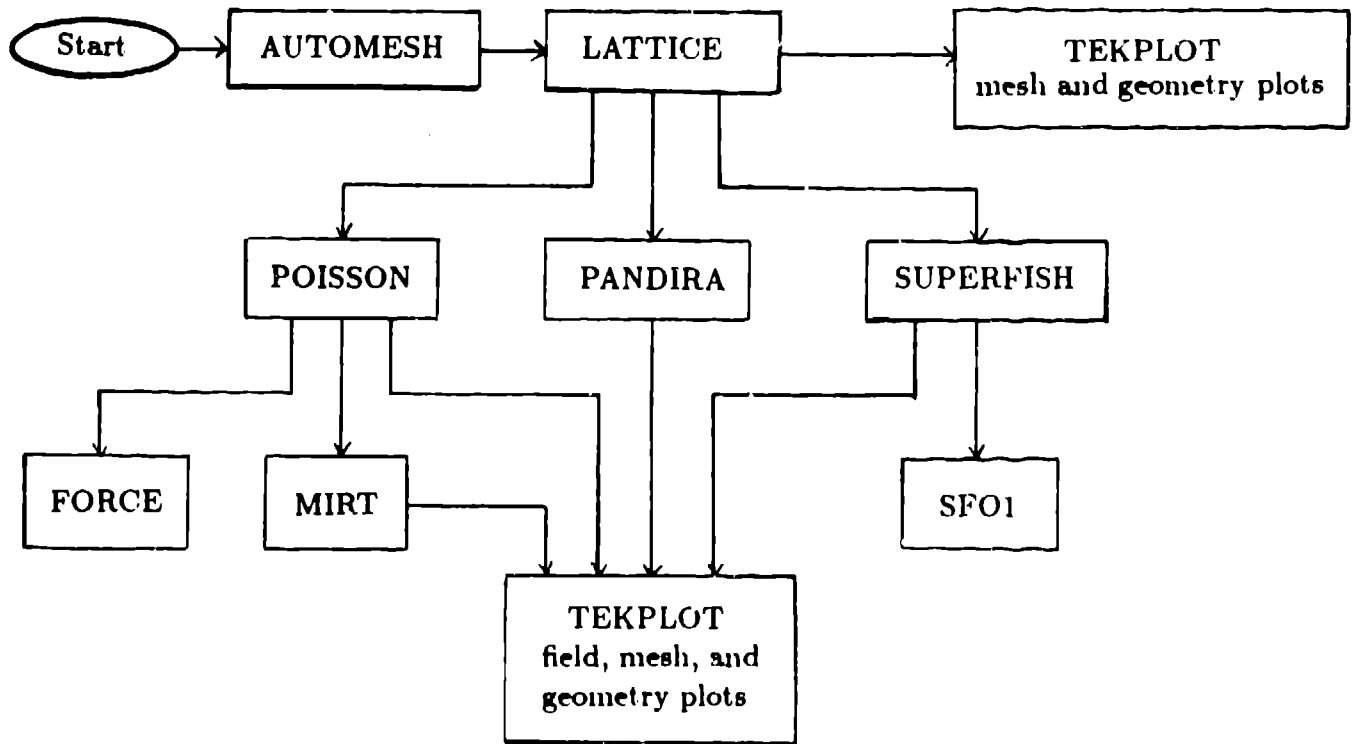 Start
AUTOMESH
LATTICE
TEKPLOT
mesh and geometry plots
POISSON
PANDIRA
SUPERFISH
FORCE
MIRT
SFO1
TEKPLOT
field, mesh, and
geometry plots